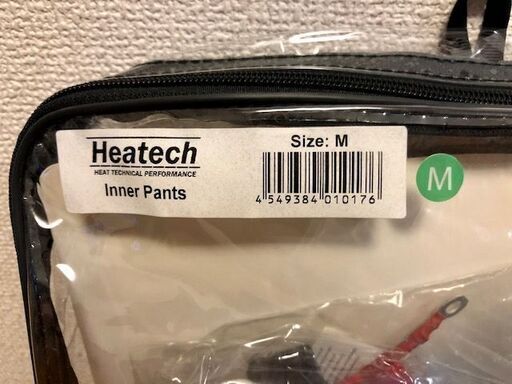 Heatech
HEAT TECHNICAL PERFORMANCE
Inner Pants
Size: M
4 549384 010176
M